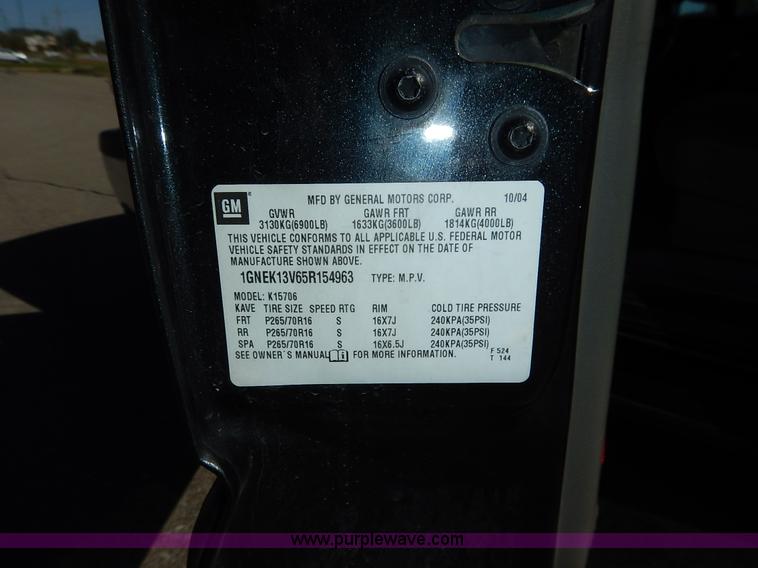 GM
MFD BY GENERAL MOTORS CORP. 10/04
GVWR GAWR FRT GAWR RR
3130KG(6900LB) 1633KG(3600LB) 1814KG(4000LB)
THIS VEHICLE CONFORMS TO ALL APPLICABLE U.S. FEDERAL MOTOR
VEHICLE SAFETY STANDARDS IN EFFECT ON THE DATE OF
MANUFACTURE SHOWN ABOVE.
1GNEK13V65R154963 TYPE: M.P.V.
MODEL: K15706
KAVE TIRE SIZE SPEED RTG RIM COLD TIRE PRESSURE
FRT P265/70R16 S 16X7J 240KPA(35PSI)
RR P265/70R16 S 16X7J 240KPA(35PSI)
SPA P265/70R16 S 16X6.5J 240KPA(35PSI)
SEE OWNER'S MANUAL FOR MORE INFORMATION.
F 524
T 144
www.purplewave.com